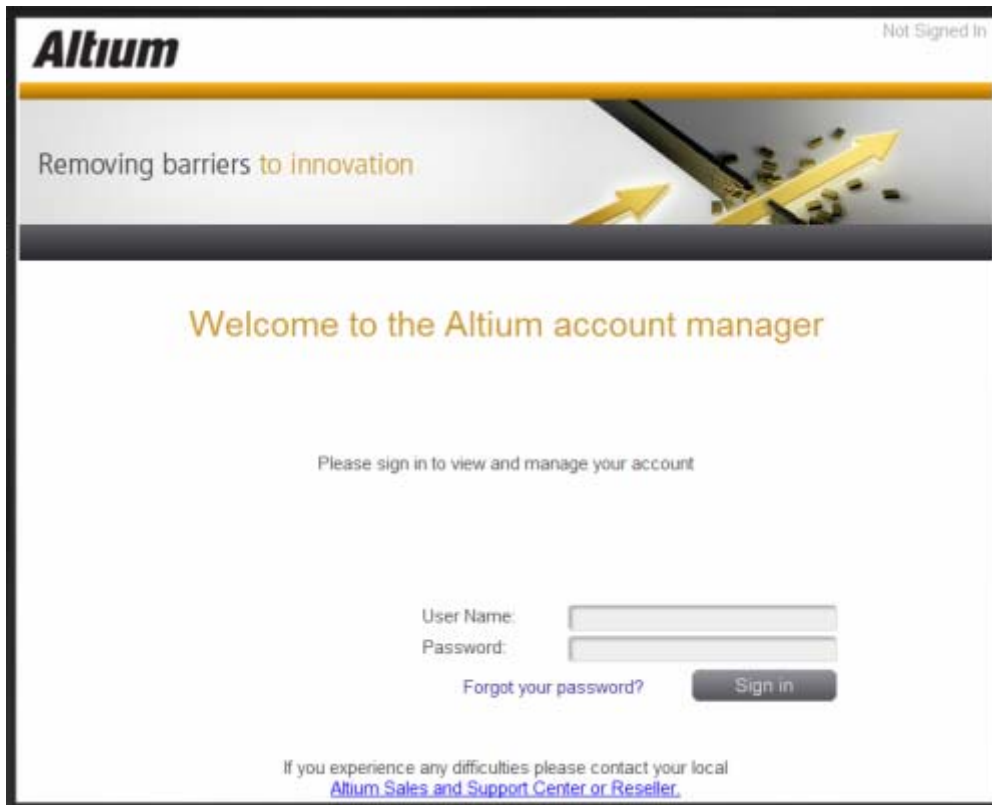 Altium
Not Signed In
Removing barriers to innovation
Welcome to the Altium account manager
Please sign in to view and manage your account
User Name:
Password:
Forgot your password?
Sign in
If you experience any difficulties please contact your local
Altium Sales and Support Center or Reseller.